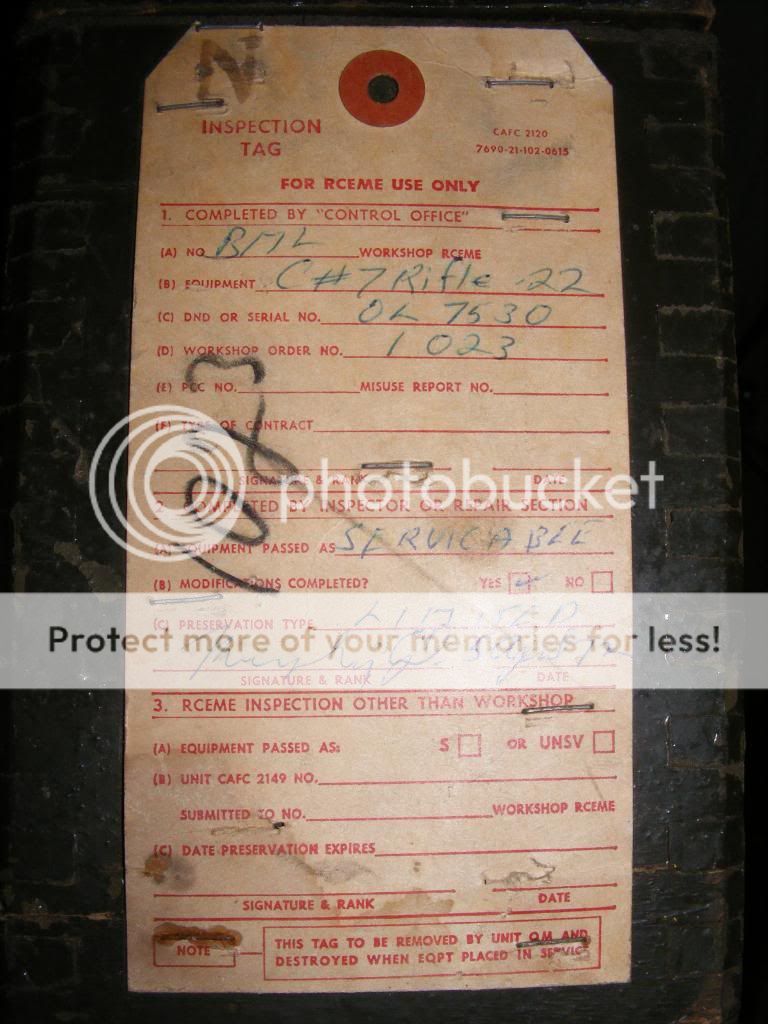 N
INSPECTION
TAG
CAFC 2120
7690-21-102-0615
FOR RCEME USE ONLY
1. COMPLETED BY "CONTROL OFFICE"
(A) NO BML WORKSHOP RCEME
(B) EQUIPMENT C#7 Rifle .22
(C) DND OR SERIAL NO. 0L 7530
(D) WORKSHOP ORDER NO. 1023
(E) PCC NO. MISUSE REPORT NO.
(F) TYPE OF CONTRACT
SIGNATURE & RANK DATE
2. COMPLETED BY INSPECTOR OR REPAIR SECTION
(A) EQUIPMENT PASSED AS SERVICABLE
(B) MODIFICATIONS COMPLETED? YES NO
(C) PRESERVATION TYPE
SIGNATURE & RANK DATE
3. RCEME INSPECTION OTHER THAN WORKSHOP
(A) EQUIPMENT PASSED AS: S OR UNSV
(B) UNIT CAFC 2149 NO.
SUBMITTED TO NO. WORKSHOP RCEME
(C) DATE PRESERVATION EXPIRES
SIGNATURE & RANK DATE
NOTE
THIS TAG TO BE REMOVED BY UNIT QM AND
DESTROYED WHEN EQPT PLACED IN SERVICE
photobucket
Protect more of your memories for less!